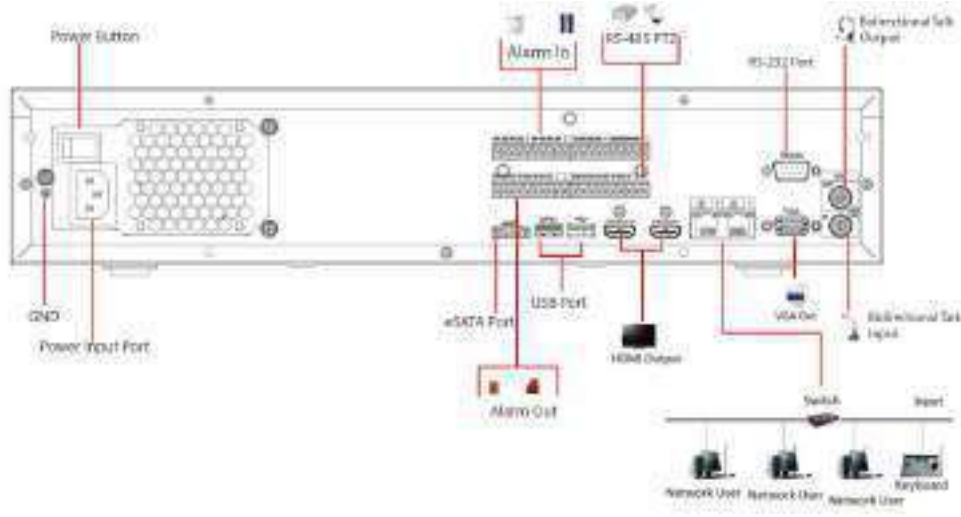 Power Button
Alarm In
RS-485 PTZ
RS-232 Port
Bidirectional Talk
Output
GND
Power Input Port
eSATA Port
USB Port
HDMI Output
VGA Out
Bidirectional Talk
Input
Alarm Out
Switch
Input
Network User
Network User
Network User
Keyboard